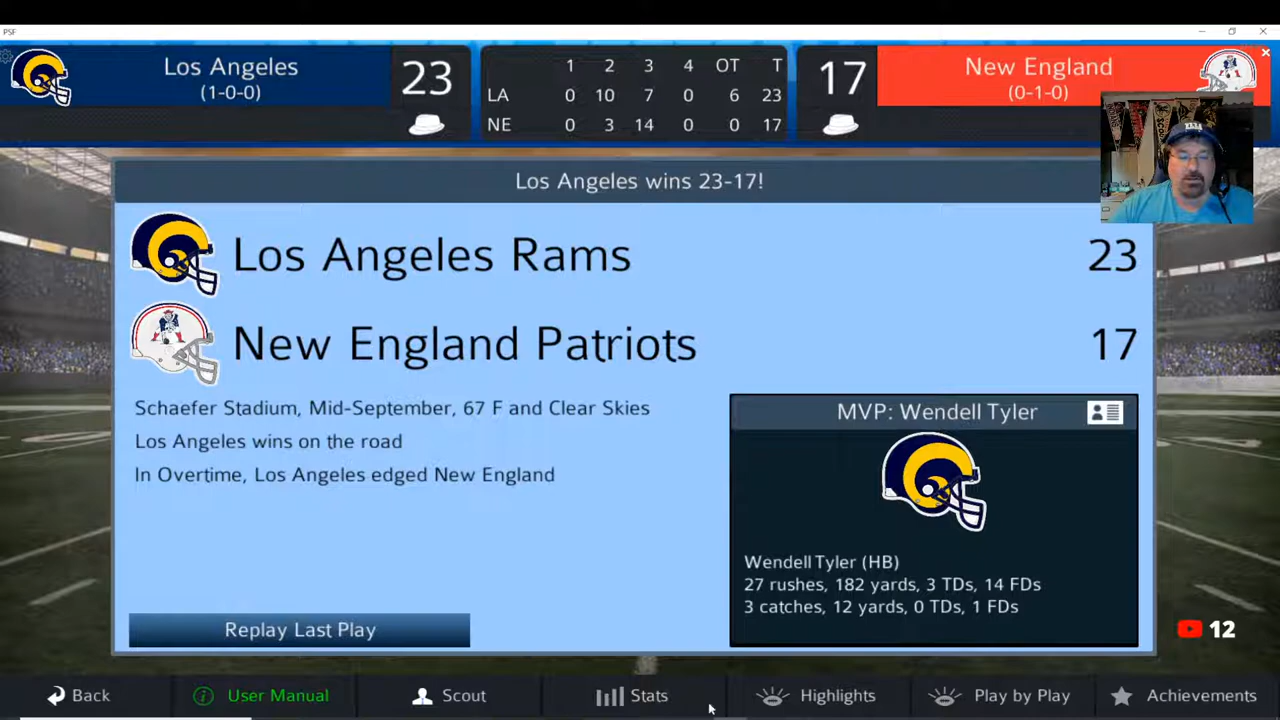 PSF
Los Angeles
(1-0-0)
23
1 2 3 4 OT T
LA 0 10 7 0 6 23
NE 0 3 14 0 0 17
17
New England
(0-1-0)
Los Angeles wins 23-17!
Los Angeles Rams 23
New England Patriots 17
Schaefer Stadium, Mid-September, 67 F and Clear Skies
Los Angeles wins on the road
In Overtime, Los Angeles edged New England
MVP: Wendell Tyler
Wendell Tyler (HB)
27 rushes, 182 yards, 3 TDs, 14 FDs
3 catches, 12 yards, 0 TDs, 1 FDs
Replay Last Play
12
Back
User Manual
Scout
Stats
Highlights
Play by Play
Achievements